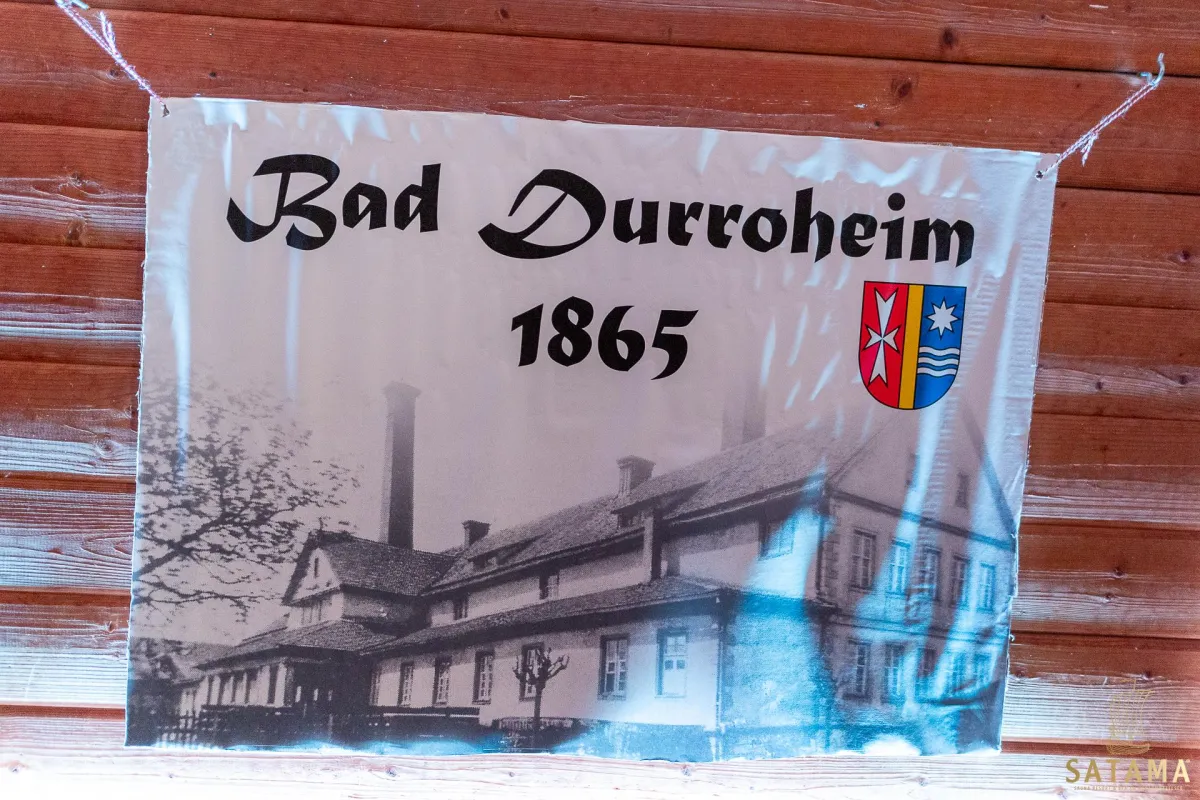 Bad Durroheim
1865
SATAMA